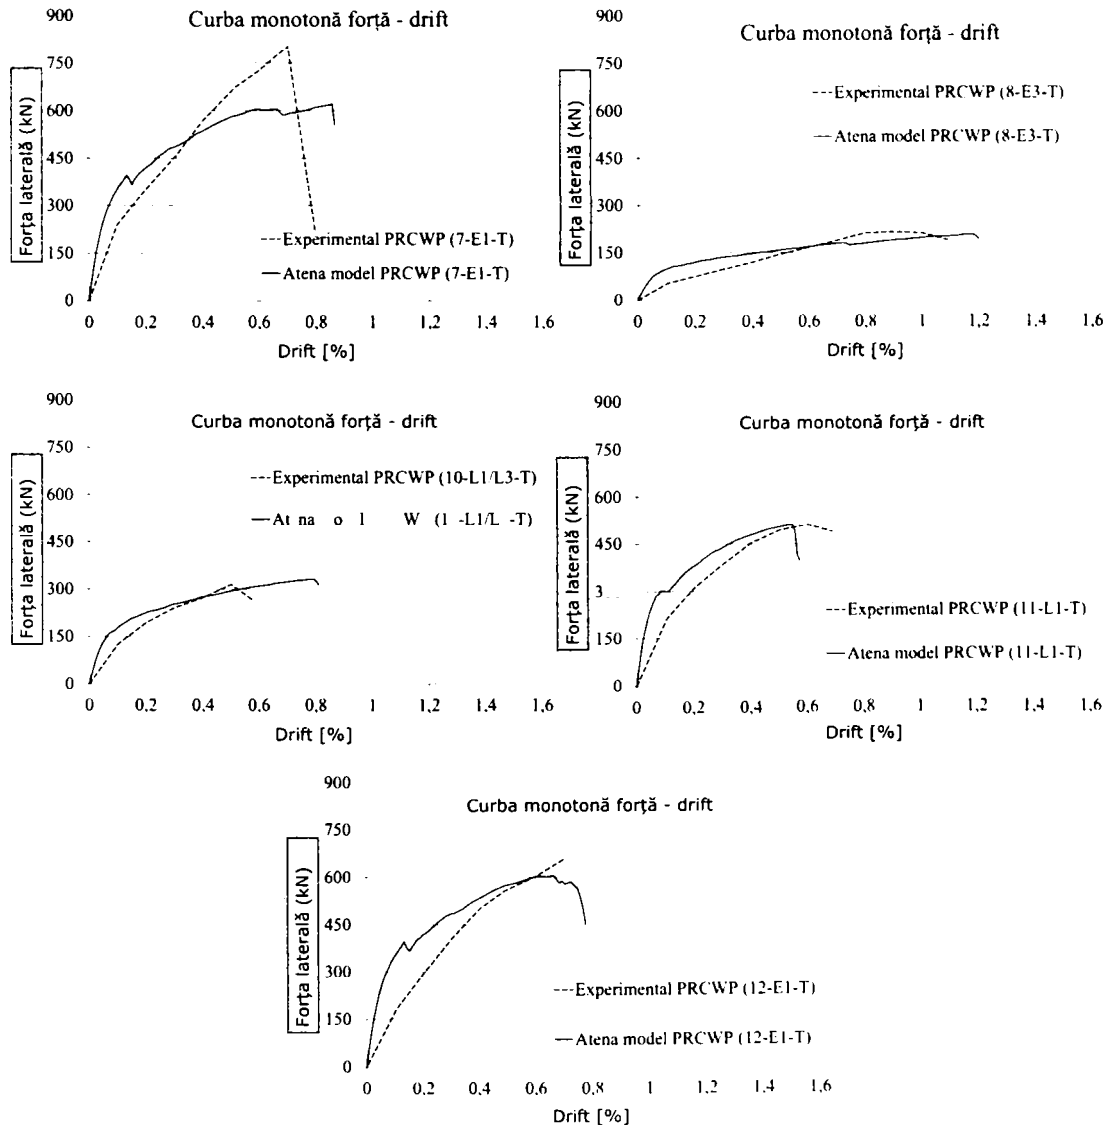 Curba monotonă forță - drift
Forța laterală (kN)
900
750
600
450
300
150
0
---Experimental PRCWP (7-E1-T)
— Atena model PRCWP (7-E1-T)
0 0,2 0,4 0,6 0,8 1 1,2 1,4 1,6
Drift [%]
Curba monotonă forță - drift
Forța laterală (kN)
900
750
600
450
300
150
0
---Experimental PRCWP (8-E3-T)
— Atena model PRCWP (8-E3-T)
0 0,2 0,4 0,6 0,8 1 1,2 1,4 1,6
Drift [%]
Curba monotonă forță - drift
Forța laterală (kN)
900
750
600
450
300
150
0
---Experimental PRCWP (10-L1/L3-T)
— At na o l W (1 -L1/L -T)
0 0,2 0,4 0,6 0,8 1 1,2 1,4 1,6
Drift [%]
Curba monotonă forță - drift
Forța laterală (kN)
900
750
600
450
3
150
0
---Experimental PRCWP (11-L1-T)
— Atena model PRCWP (11-L1-T)
0 0,2 0,4 0,6 0,8 1 1,2 1,4 1,6
Drift [%]
Curba monotonă forță - drift
Forța laterală (kN)
900
750
600
450
300
150
0
---Experimental PRCWP (12-E1-T)
— Atena model PRCWP (12-E1-T)
0 0,2 0,4 0,6 0,8 1 1,2 1,4 1,6
Drift [%]